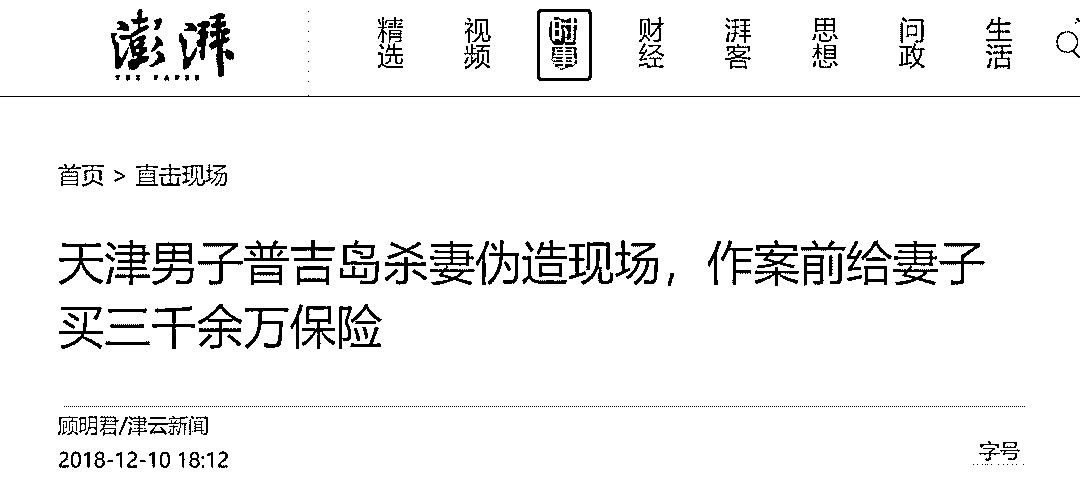 澎湃
THE PAPER
精选 视频 时事 财经 湃客 思想 问政 生活
首页 > 直击现场
天津男子普吉岛杀妻伪造现场，作案前给妻子
买三千余万保险
顾明君/津云新闻
2018-12-10 18:12
字号